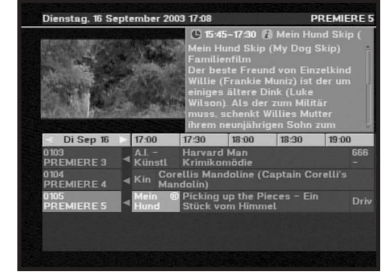 Dienstag. 16 September 2003 17:08 PREMIERE 5
15:45-17:30 Mein Hund Skip (
Mein Hund Skip (My Dog Skip)
Familienfilm
Der beste Freund von Einzelkind
Willie (Frankie Muniz) ist der um
einiges ältere Dink (Luke
Wilson). Als der zum Militär
muss, schenkt Willies Mutter
ihrem neunjährigen Sohn zum
Di Sep 16 17:00 17:30 18:00 18:30 19:00
0103 A.I. - Harvard Man 666
PREMIERE 3 Künstl Krimikomödie -
0104 Kin Corellis Mandoline (Captain Corelli's
PREMIERE 4 Mandolin)
0105 Mein Picking up the Pieces - Ein Driv
PREMIERE 5 Hund Stück vom Himmel